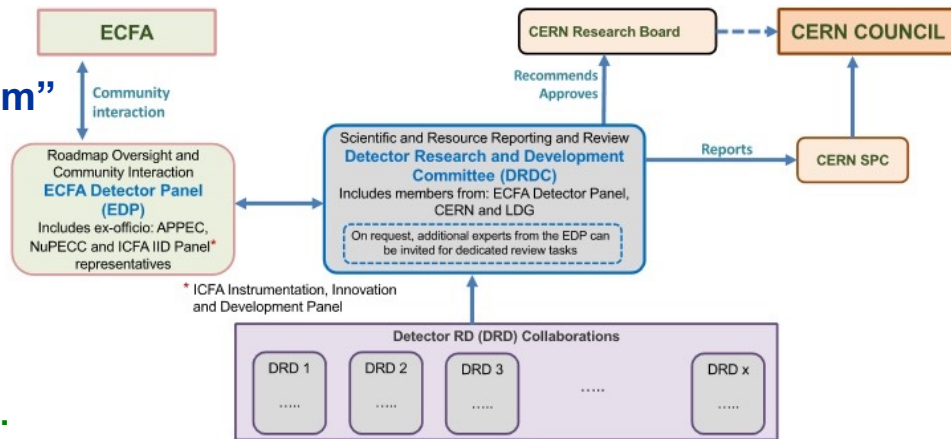 ECFA
CERN Research Board
CERN COUNCIL
m”
Community
interaction
Recommends
Approves
Roadmap Oversight and
Community Interaction
ECFA Detector Panel
(EDP)
Includes ex-officio: APPEC,
NuPECC and ICFA IID Panel*
representatives
Scientific and Resource Reporting and Review
Detector Research and Development
Committee (DRDC)
Includes members from: ECFA Detector Panel,
CERN and LDG
On request, additional experts from the EDP can
be invited for dedicated review tasks
Reports
CERN SPC
* ICFA Instrumentation, Innovation
and Development Panel
Detector RD (DRD) Collaborations
DRD 1
.....
DRD 2
.....
DRD 3
.....
.....
DRD x
.....
.